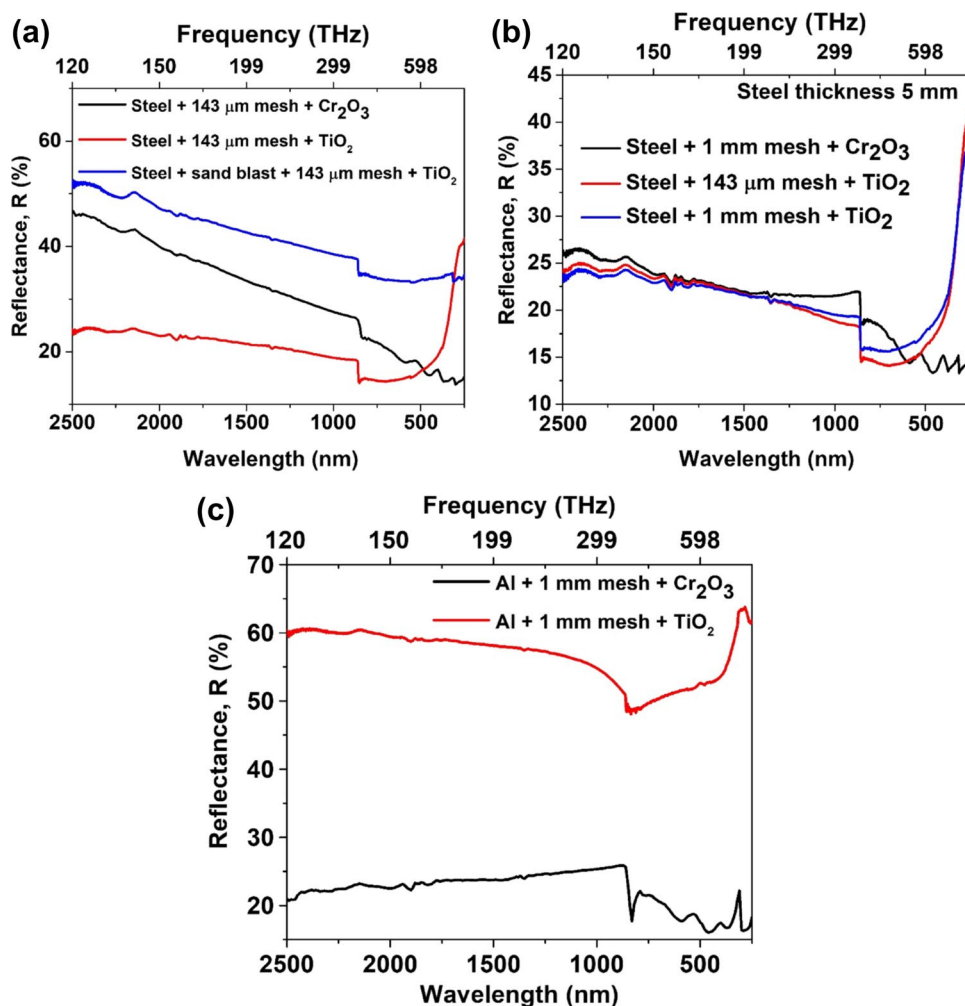 (a)
Frequency (THz)
120 150 199 299 598
Steel + 143 μm mesh + Cr₂O₃
Steel + 143 μm mesh + TiO₂
Steel + sand blast + 143 μm mesh + TiO₂
Reflectance, R (%)
60
40
20
2500 2000 1500 1000 500
Wavelength (nm)
(b)
Frequency (THz)
120 150 199 299 598
Steel thickness 5 mm
Steel + 1 mm mesh + Cr₂O₃
Steel + 143 μm mesh + TiO₂
Steel + 1 mm mesh + TiO₂
Reflectance, R (%)
45
40
35
30
25
20
15
10
2500 2000 1500 1000 500
Wavelength (nm)
(c)
Frequency (THz)
120 150 199 299 598
Al + 1 mm mesh + Cr₂O₃
Al + 1 mm mesh + TiO₂
Reflectance, R (%)
70
60
50
40
30
20
2500 2000 1500 1000 500
Wavelength (nm)